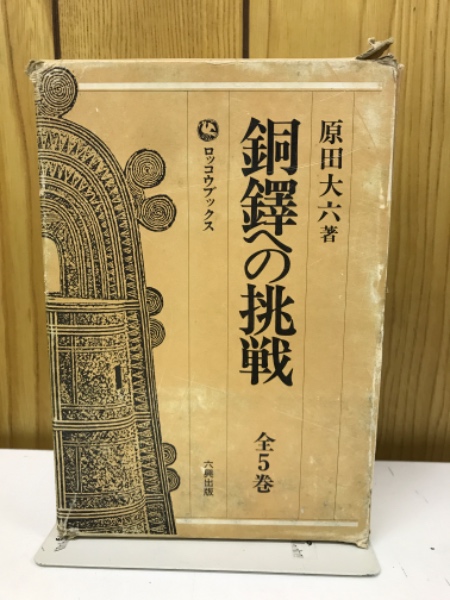 原田大六著
銅鐸への挑戦
全5巻
ロッコウブックス
六興出版